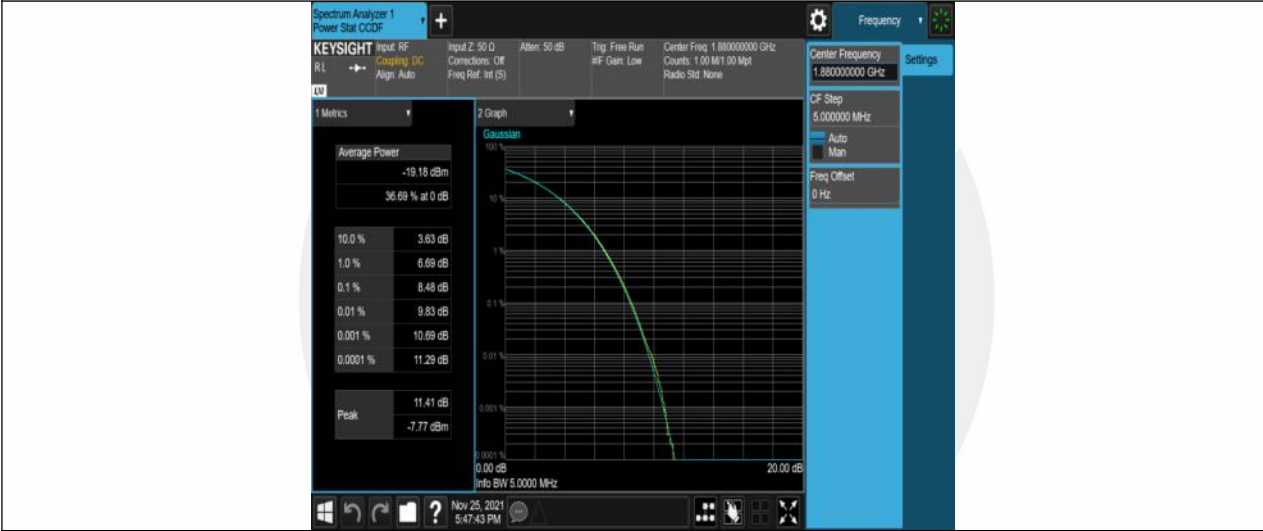 Spectrum Analyzer 1
Power Stat CCDF
+
Frequency
KEYSIGHT
RL
LV
Input: RF
Coupling: DC
Align: Auto
Input Z: 50 Ω
Corrections: Off
Freq Ref: Int (S)
Atten: 50 dB
Trig: Free Run
#IF Gain: Low
Center Freq: 1.880000000 GHz
Counts: 1.00 M/1.00 Mpt
Radio Std: None
Center Frequency
1.880000000 GHz
Settings
CF Step
5.000000 MHz
Auto
Man
Freq Offset
0 Hz
1 Metrics
Average Power
-19.18 dBm
36.69 % at 0 dB
10.0 % 3.63 dB
1.0 % 6.69 dB
0.1 % 8.48 dB
0.01 % 9.83 dB
0.001 % 10.69 dB
0.0001 % 11.29 dB
Peak 11.41 dB
-7.77 dBm
2 Graph
Gaussian
100 %
10 %
1 %
0.1 %
0.01 %
0.001 %
0.0001 %
0.00 dB 20.00 dB
Info BW 5.0000 MHz
?
Nov 25, 2021
5:47:43 PM